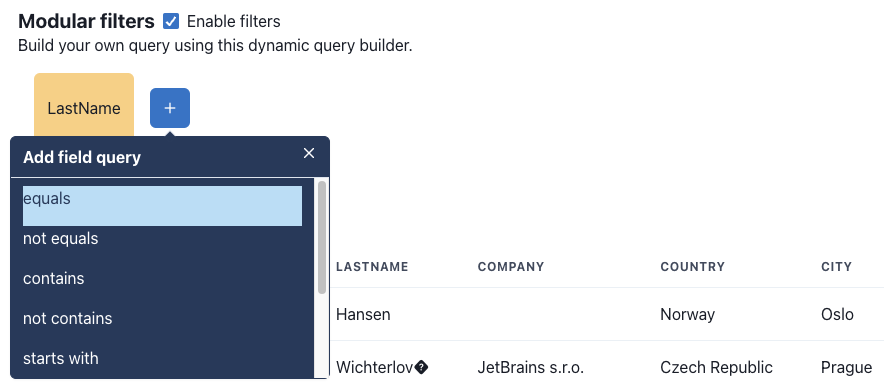 Modular filters Enable filters
Build your own query using this dynamic query builder.
LastName +
Add field query
equals
not equals
contains
not contains
starts with
LASTNAME COMPANY COUNTRY CITY
Hansen Norway Oslo
Wichterlov� JetBrains s.r.o. Czech Republic Prague